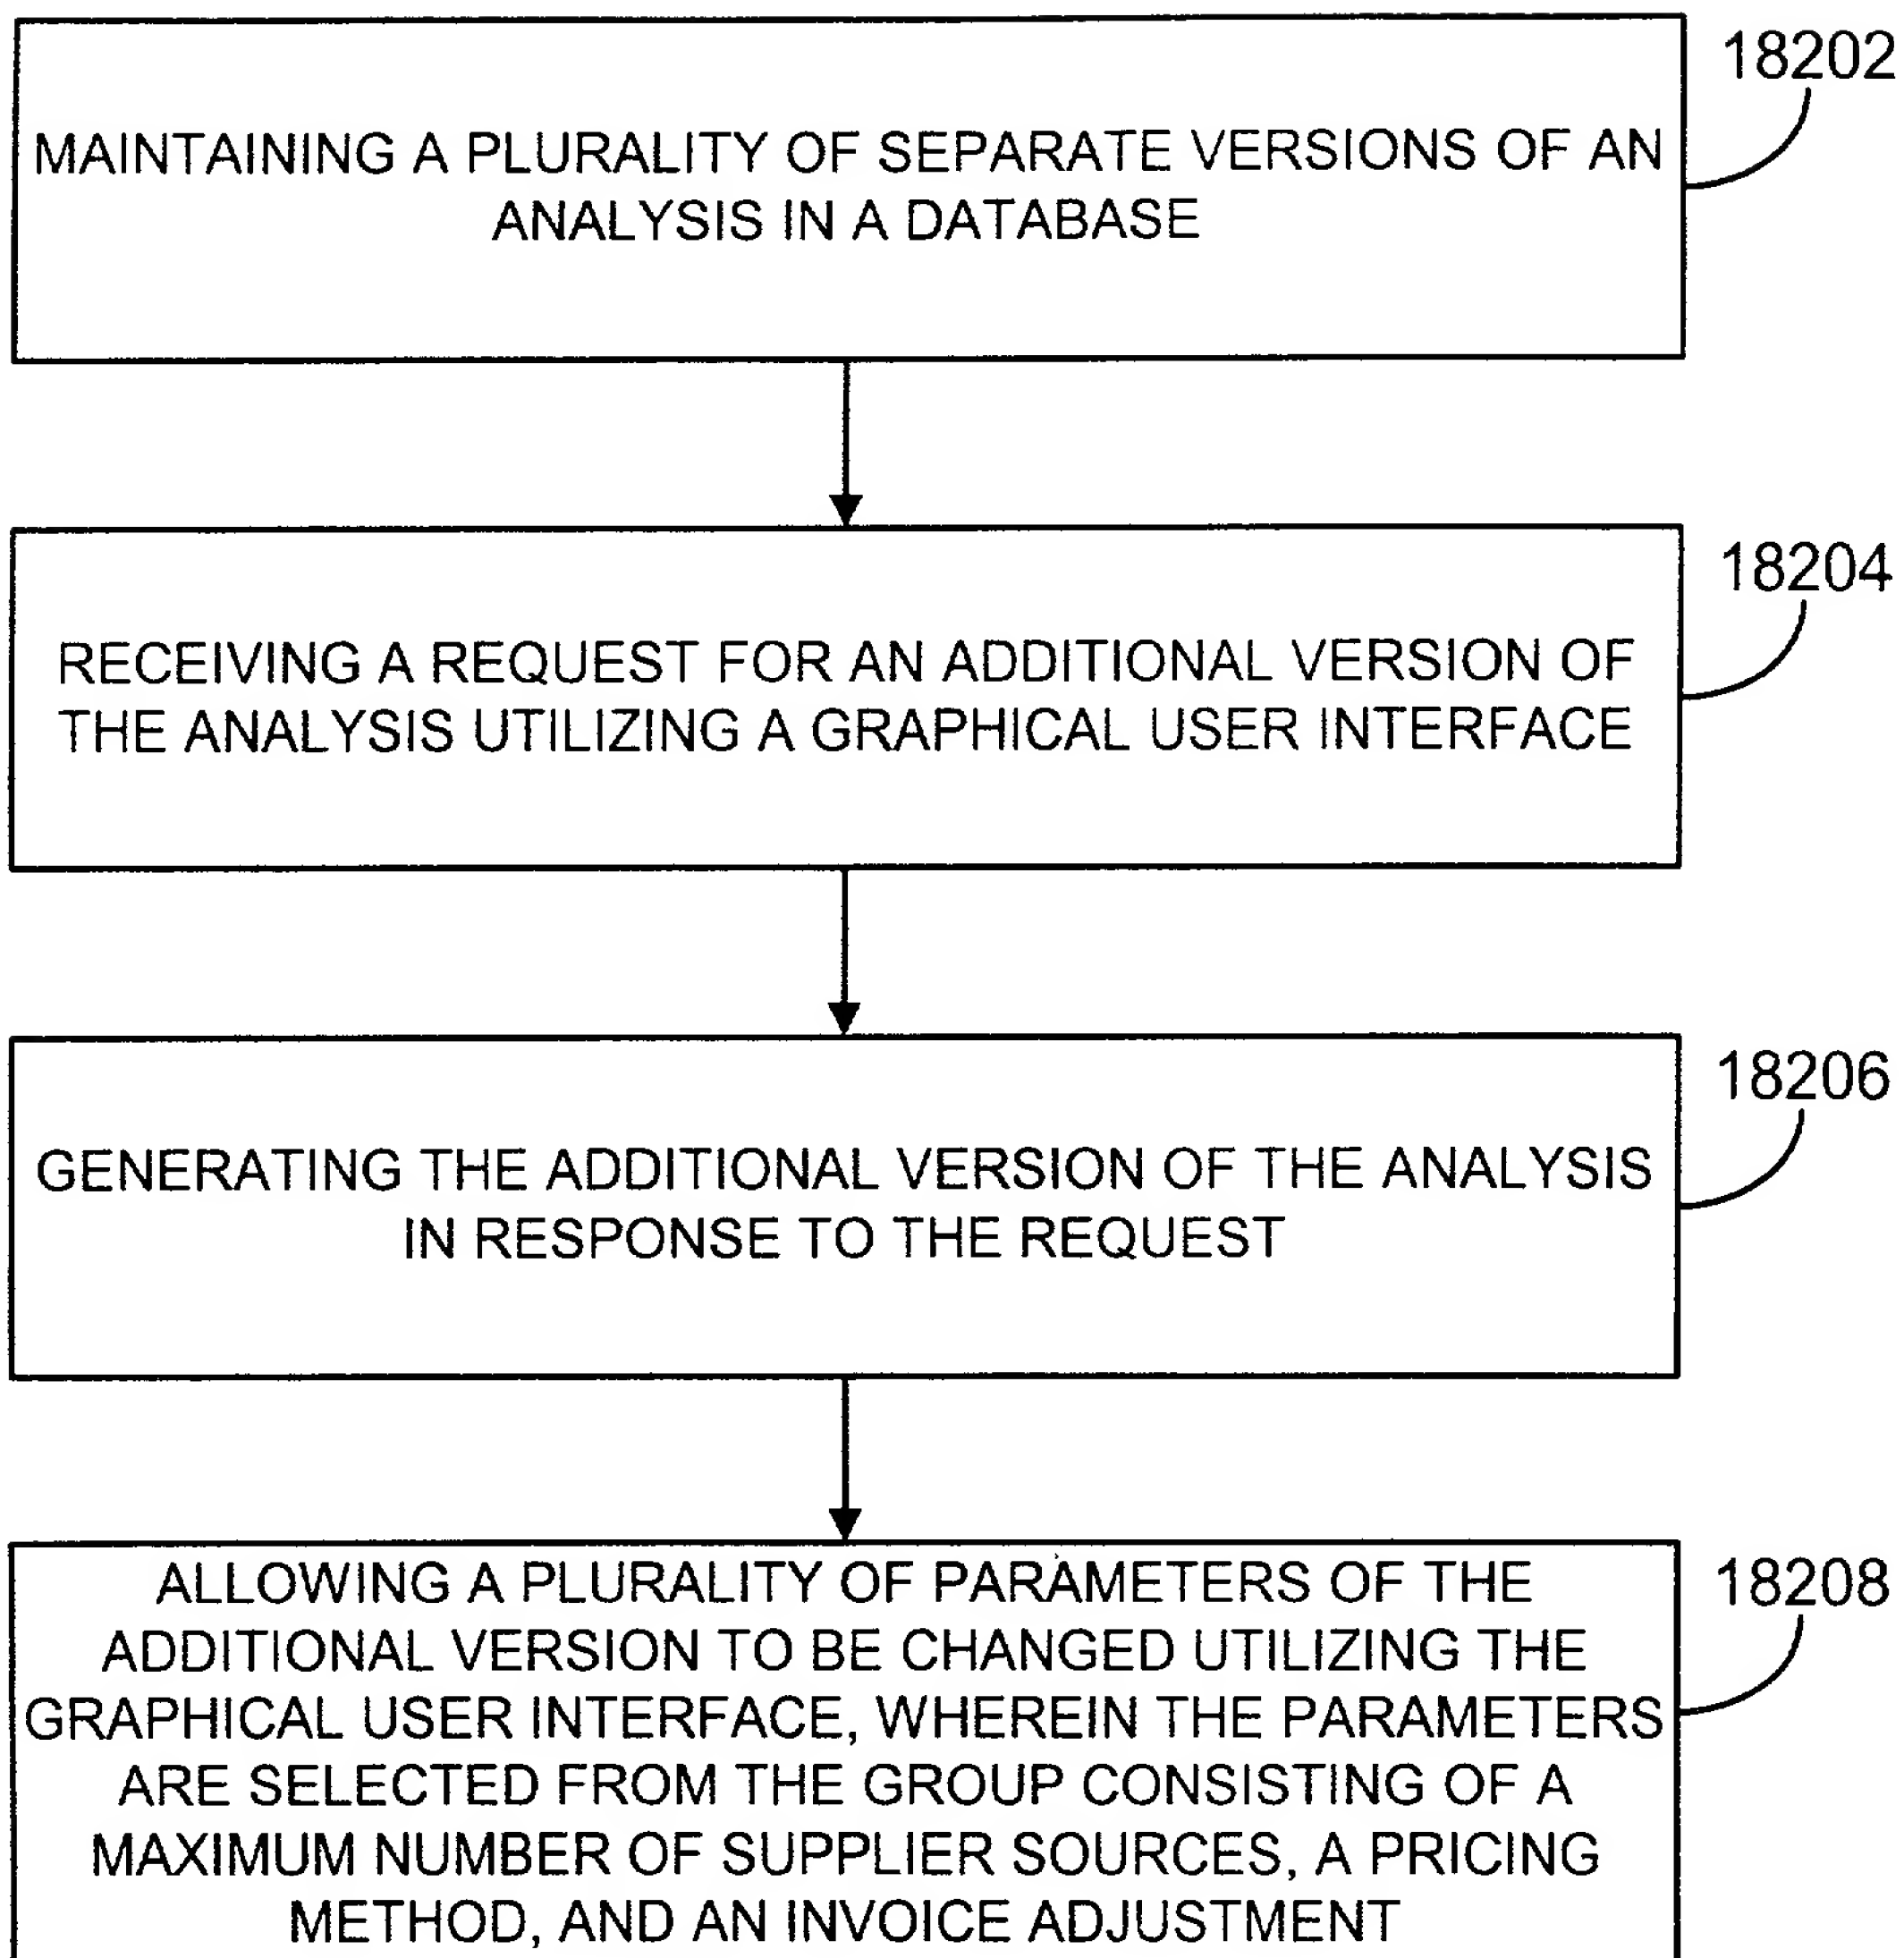 18202
MAINTAINING A PLURALITY OF SEPARATE VERSIONS OF AN
ANALYSIS IN A DATABASE
18204
RECEIVING A REQUEST FOR AN ADDITIONAL VERSION OF
THE ANALYSIS UTILIZING A GRAPHICAL USER INTERFACE
18206
GENERATING THE ADDITIONAL VERSION OF THE ANALYSIS
IN RESPONSE TO THE REQUEST
18208
ALLOWING A PLURALITY OF PARAMETERS OF THE
ADDITIONAL VERSION TO BE CHANGED UTILIZING THE
GRAPHICAL USER INTERFACE, WHEREIN THE PARAMETERS
ARE SELECTED FROM THE GROUP CONSISTING OF A
MAXIMUM NUMBER OF SUPPLIER SOURCES, A PRICING
METHOD, AND AN INVOICE ADJUSTMENT